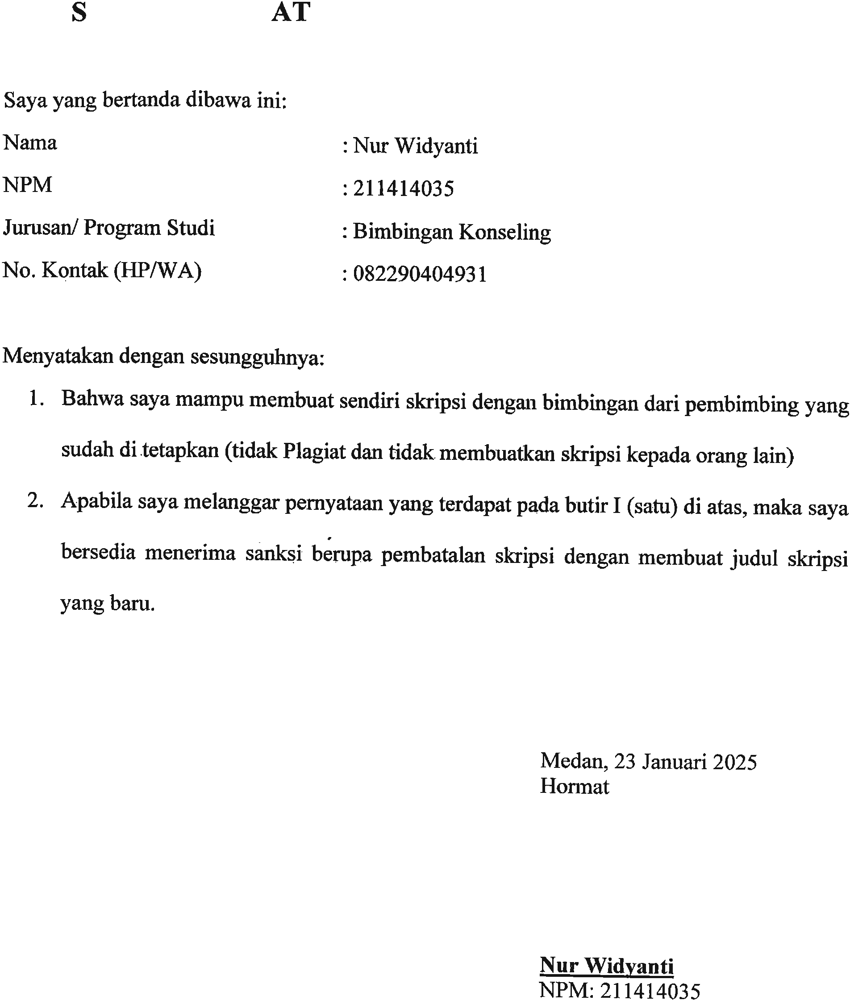 S AT
Saya yang bertanda dibawa ini:
Nama : Nur Widyanti
NPM : 211414035
Jurusan/ Program Studi : Bimbingan Konseling
No. Kontak (HP/WA) : 082290404931
Menyatakan dengan sesungguhnya:
1. Bahwa saya mampu membuat sendiri skripsi dengan bimbingan dari pembimbing yang
sudah di tetapkan (tidak Plagiat dan tidak membuatkan skripsi kepada orang lain)
2. Apabila saya melanggar pernyataan yang terdapat pada butir I (satu) di atas, maka saya
bersedia menerima sanksi berupa pembatalan skripsi dengan membuat judul skripsi
yang baru.
Medan, 23 Januari 2025
Hormat
Nur Widyanti
NPM: 211414035